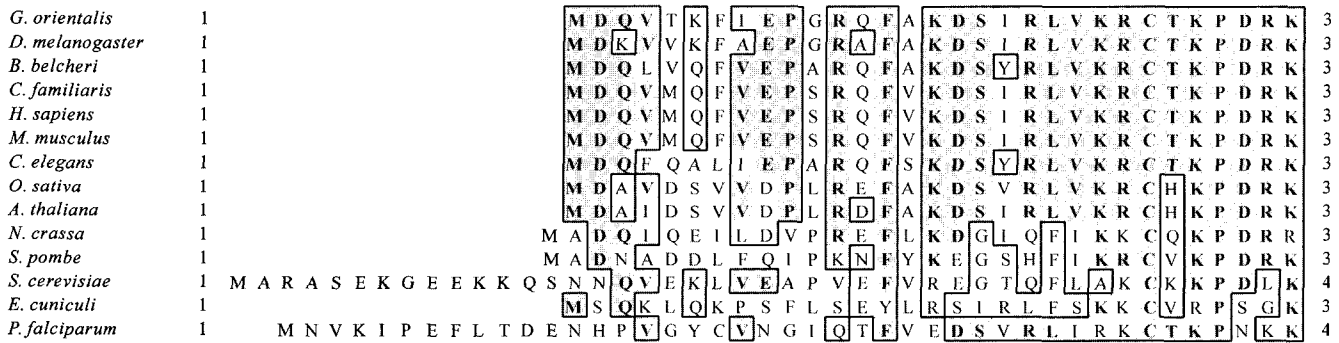 G. orientalis 1 M D Q V T K F I E P G R Q F A K D S I R L V K R C T K P D R K 3
D. melanogaster 1 M D K V V K F A E P G R A F A K D S I R L V K R C T K P D R K 3
B. belcheri 1 M D Q L V Q F V E P A R Q F A K D S Y R L V K R C T K P D R K 3
C. familiaris 1 M D Q V M Q F V E P S R Q F V K D S I R L V K R C T K P D R K 3
H. sapiens 1 M D Q V M Q F V E P S R Q F V K D S I R L V K R C T K P D R K 3
M. musculus 1 M D Q V M Q F V E P S R Q F V K D S I R L V K R C T K P D R K 3
C. elegans 1 M D Q F Q A L I E P A R Q F S K D S Y R L V K R C T K P D R K 3
O. sativa 1 M D A V D S V V D P L R E F A K D S V R L V K R C H K P D R K 3
A. thaliana 1 M D A I D S V V D P L R D F A K D S I R L V K R C H K P D R K 3
N. crassa 1 M A D Q I Q E I L D V P R E F L K D G I Q F I K K C Q K P D R R 3
S. pombe 1 M A D N A D D L F Q I P K N F Y K E G S H F I K R C V K P D R K 3
S. cerevisiae 1 M A R A S E K G E E K K Q S N N Q V E K L V E A P V E F V R E G T Q F L A K C K K P D L K 4
E. cuniculi 1 M S Q K L Q K P S F L S E Y L R S I R L F S K K C V R P S G K 3
P. falciparum 1 M N V K I P E F L T D E N H P V G Y C V N G I Q T F V E D S V R L I R K C T K P N K K 4